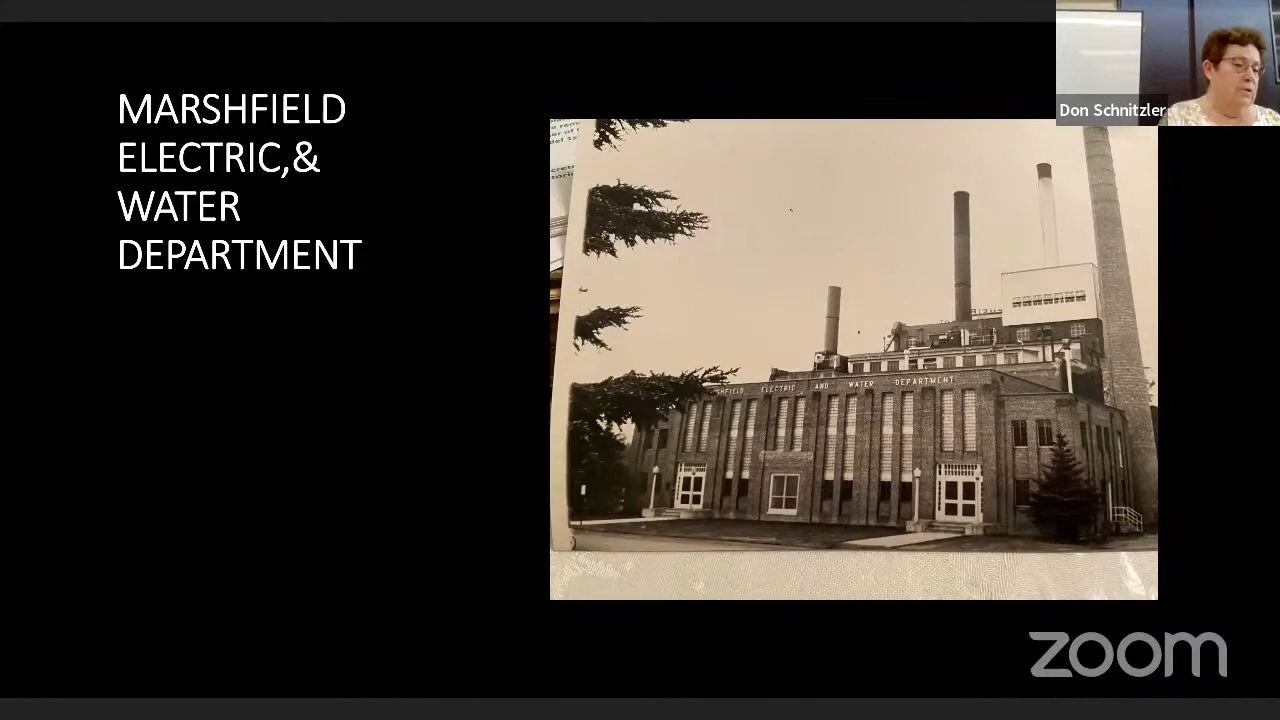 MARSHFIELD
ELECTRIC,&
WATER
DEPARTMENT
Don Schnitzler
ELECTRIC AND WATER DEPARTMENT
zoom